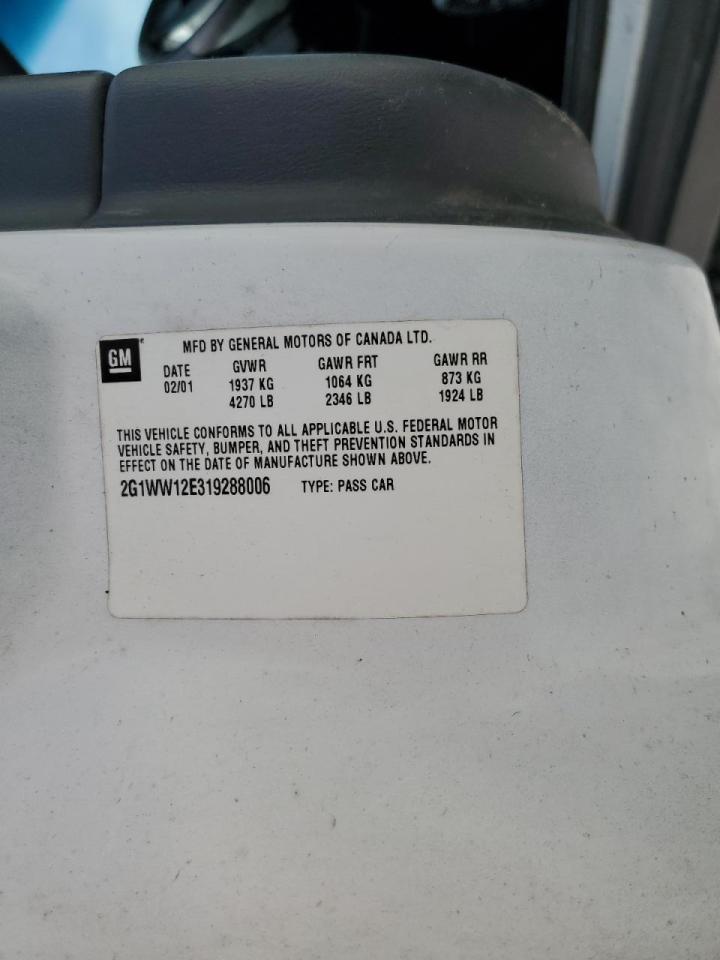 GM
MFD BY GENERAL MOTORS OF CANADA LTD.
DATE GVWR GAWR FRT GAWR RR
02/01 1937 KG 1064 KG 873 KG
4270 LB 2346 LB 1924 LB
THIS VEHICLE CONFORMS TO ALL APPLICABLE U.S. FEDERAL MOTOR
VEHICLE SAFETY, BUMPER, AND THEFT PREVENTION STANDARDS IN
EFFECT ON THE DATE OF MANUFACTURE SHOWN ABOVE.
2G1WW12E319288006 TYPE: PASS CAR